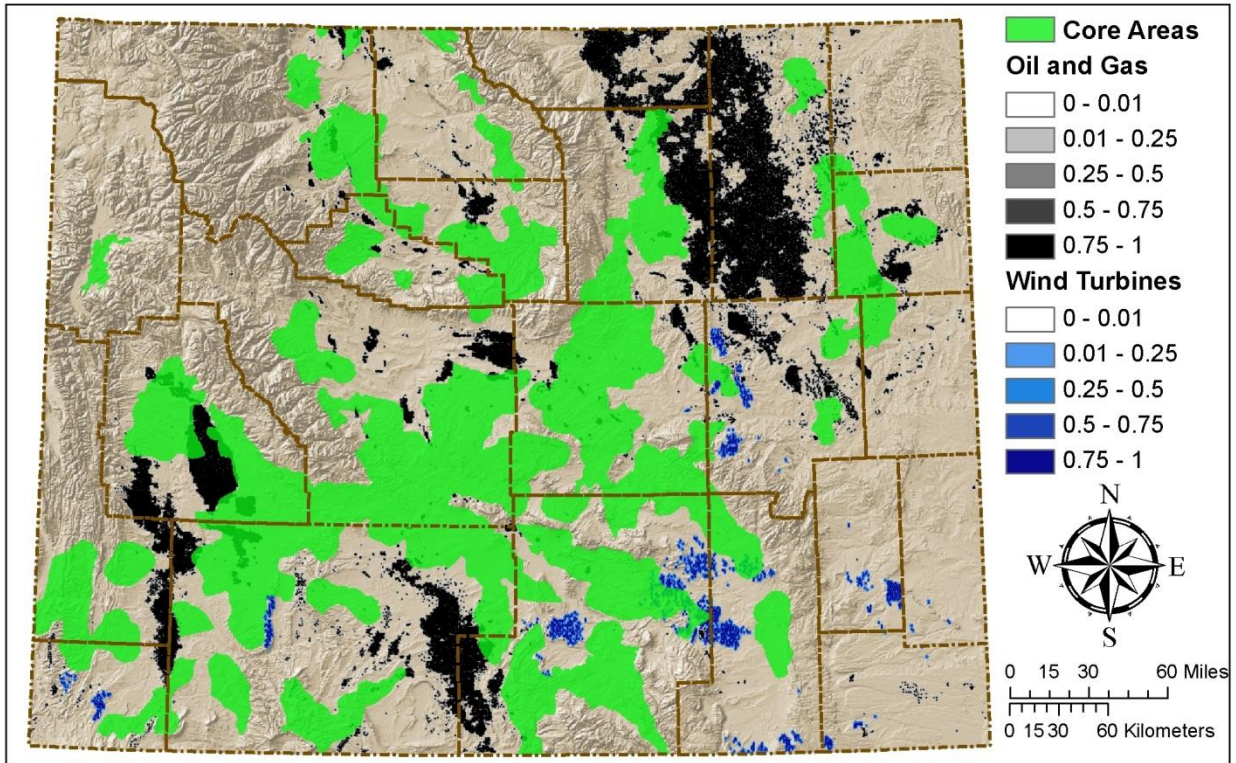 Core Areas
Oil and Gas
0 - 0.01
0.01 - 0.25
0.25 - 0.5
0.5 - 0.75
0.75 - 1
Wind Turbines
0 - 0.01
0.01 - 0.25
0.25 - 0.5
0.5 - 0.75
0.75 - 1
N
W E
S
0 15 30 60 Miles
0 15 30 60 Kilometers